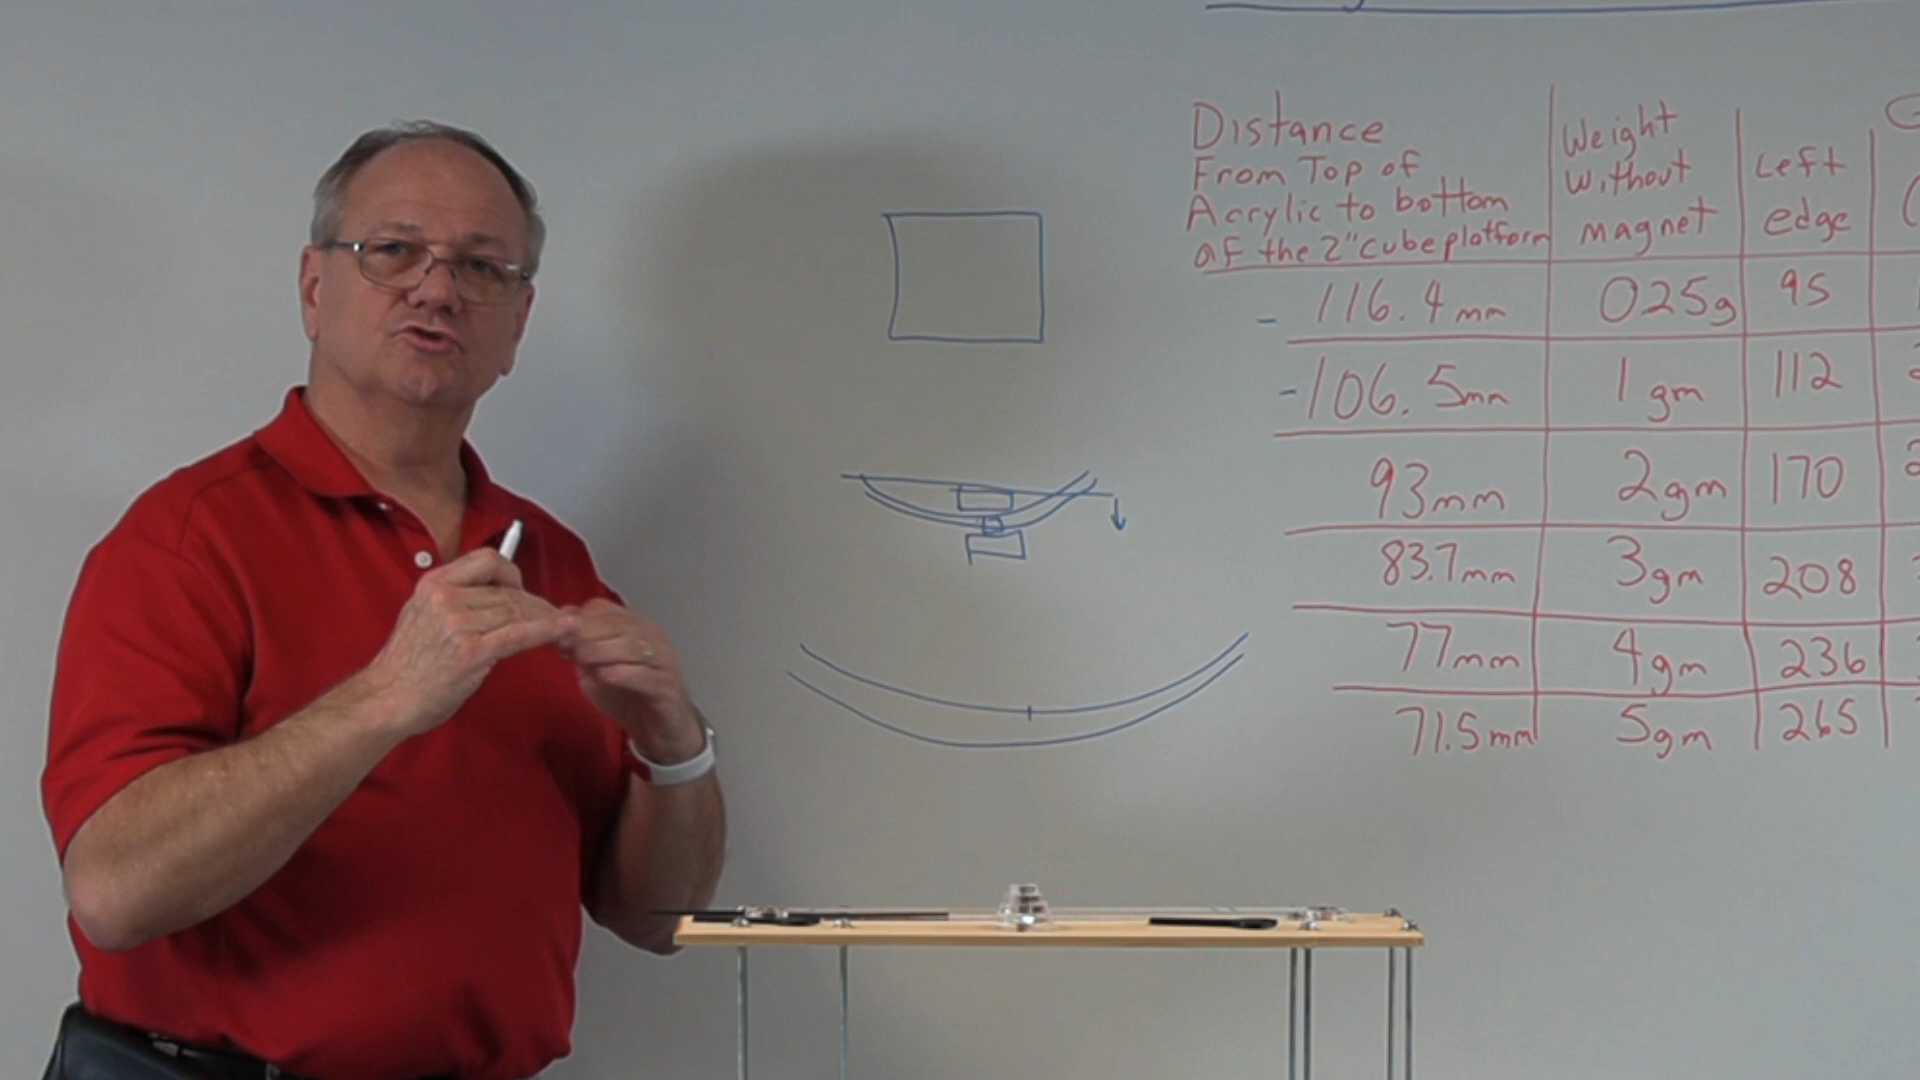 Distance
From Top of
Acrylic to bottom
of the 2" cube platform
Weight
Without
magnet
Left
edge
- 116.4mm 025g 95
-106.5mm 1gm 112
93mm 2gm 170
83.7mm 3gm 208
77mm 4gm 236
71.5mm 5gm 265